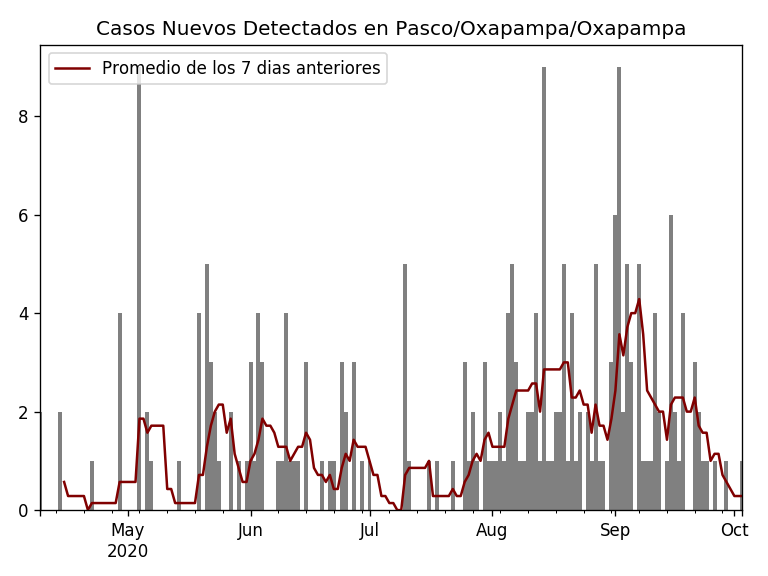 Casos Nuevos Detectados en Pasco/Oxapampa/Oxapampa
Promedio de los 7 dias anteriores
8
6
4
2
0
May Jun Jul Aug Sep Oct
2020